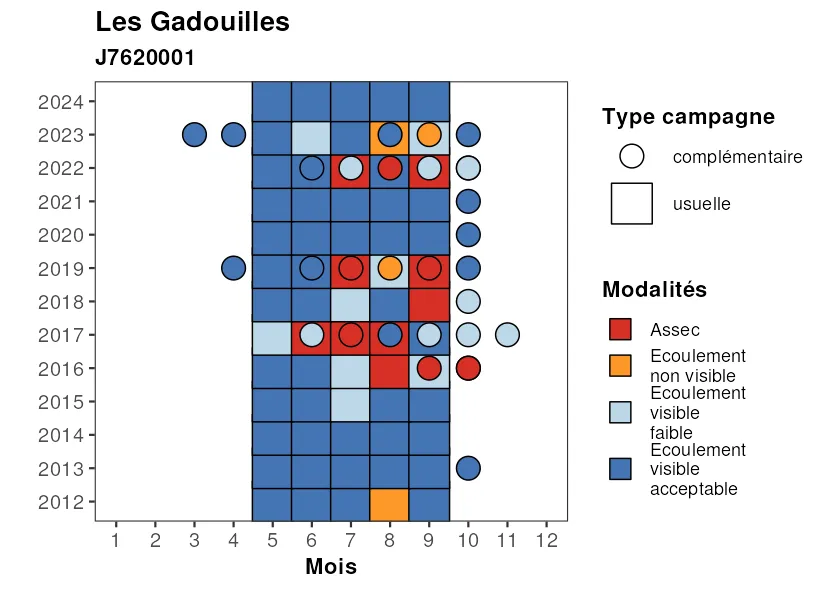 Les Gadouilles
J7620001
2024
2023
2022
2021
2020
2019
2018
2017
2016
2015
2014
2013
2012
1 2 3 4 5 6 7 8 9 10 11 12
Mois
Type campagne
complémentaire
usuelle
Modalités
Assec
Ecoulement
non visible
Ecoulement
visible
faible
Ecoulement
visible
acceptable